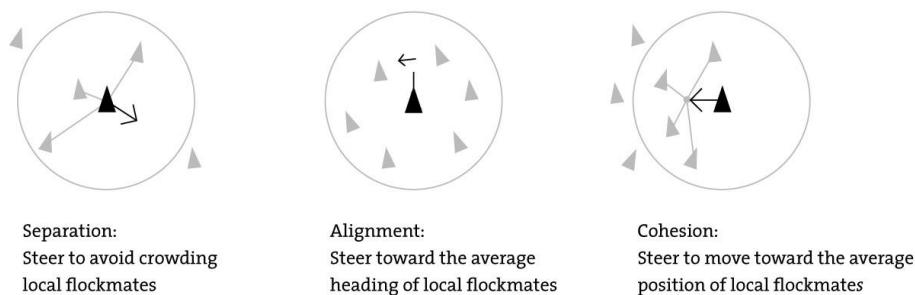 Separation:
Steer to avoid crowding
local flockmates
Alignment:
Steer toward the average
heading of local flockmates
Cohesion:
Steer to move toward the average
position of local flockmates